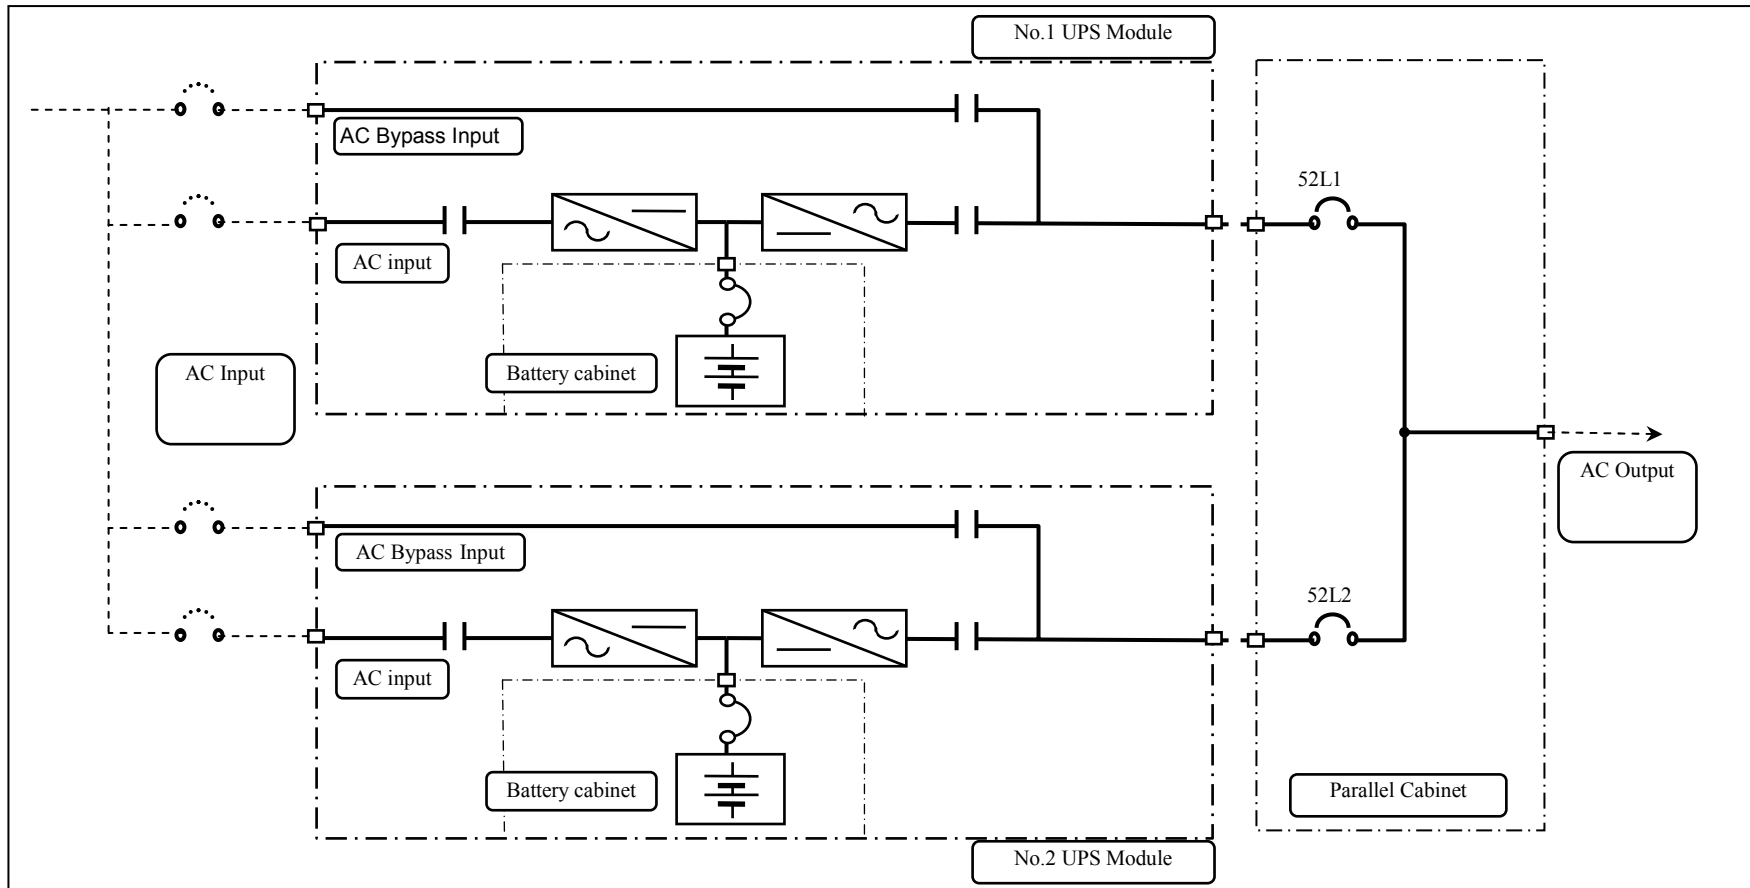 No.1 UPS Module
AC Bypass Input
52L1
AC input
AC Input
Battery cabinet
AC Output
AC Bypass Input
52L2
AC input
Battery cabinet
Parallel Cabinet
No.2 UPS Module